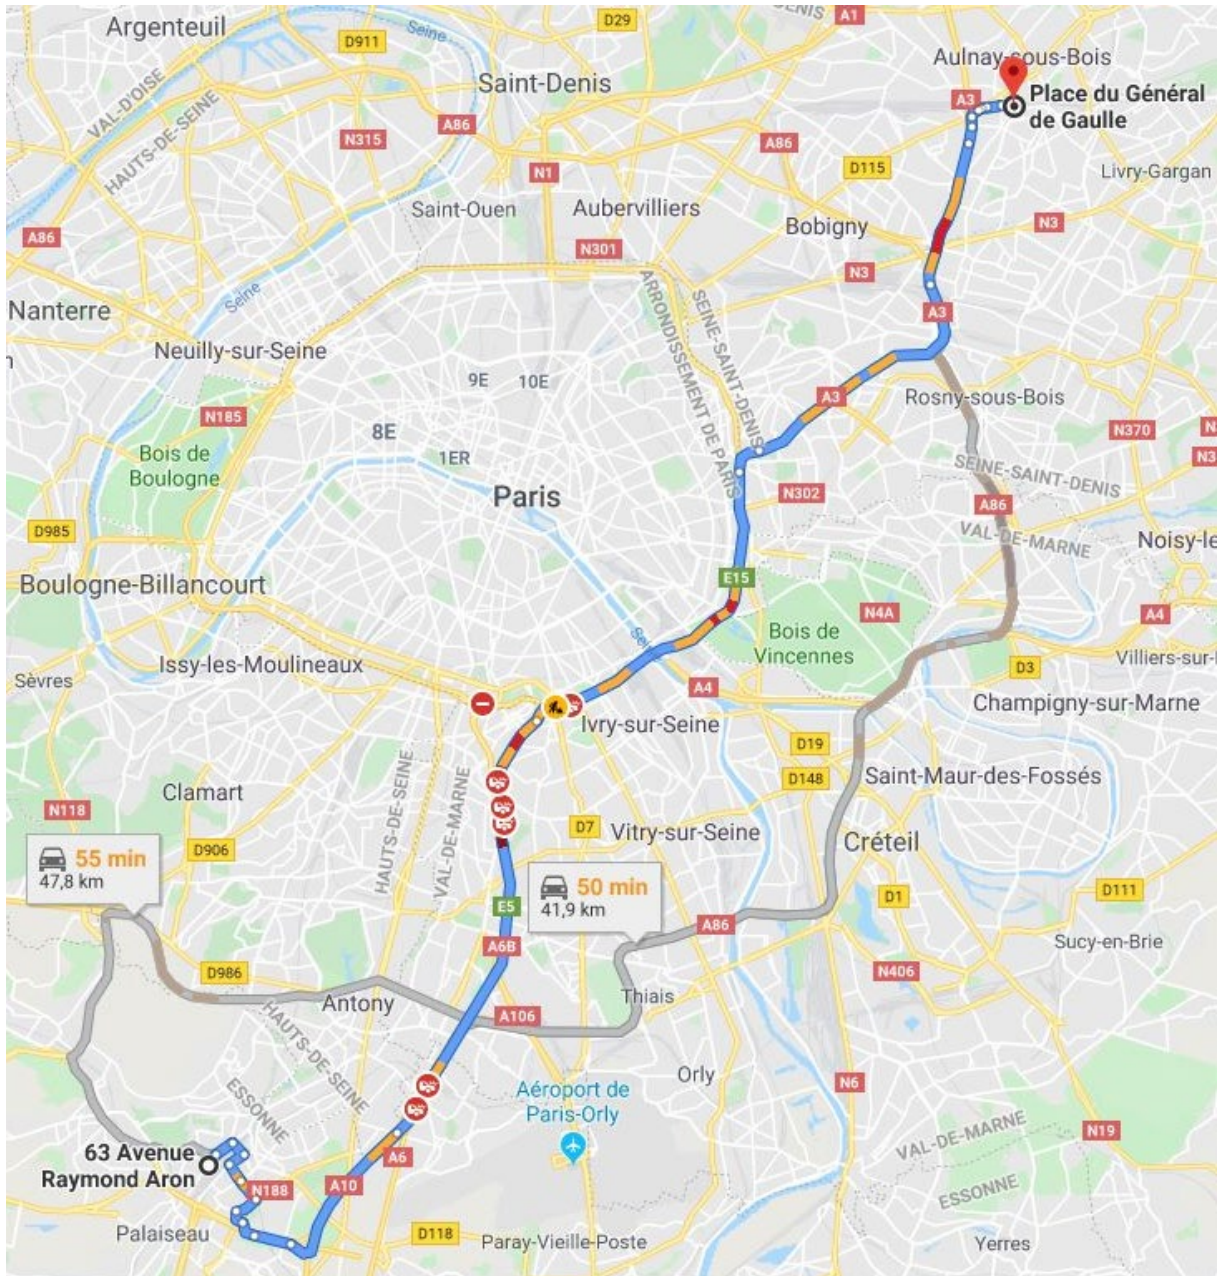 Argenteuil
D911
Seine
D29
DENIS
A1
Aulnay-sous-Bois
VAL-D'OISE
HAUTS-DE-SEINE
Saint-Denis
A3
Place du Général
de Gaulle
A86
N315
A86
N1
D115
Livry-Gargan
Saint-Ouen
Aubervilliers
Bobigny
N3
A86
N301
N3
Seine
ARRONDISSEMENT DE PARIS
SEINE-SAINT-DENIS
Nanterre
A3
Neuilly-sur-Seine
9E
10E
A3
Rosny-sous-Bois
N185
8E
N370
Bois de
Boulogne
1ER
SEINE-SAINT-DENIS
Paris
N302
A86
D985
VAL-DE-MARNE
Noisy-le
Boulogne-Billancourt
E15
N4A
A4
Bois de
Vincennes
Issy-les-Moulineaux
D3
Villiers-sur-
Sèvres
A4
Champigny-sur-Marne
Ivry-sur-Seine
D19
Saint-Maur-des-Fossés
D148
Clamart
N118
HAUTS-DE-SEINE
VAL-DE-MARNE
D7
Vitry-sur-Seine
Créteil
D906
55 min
47,8 km
50 min
41,9 km
D111
D1
E5
A86
A6B
Sucy-en-Brie
D986
N406
Antony
Thiais
A106
HAUTS-DE-SEINE
ESSONNE
Orly
N6
Aéroport de
Paris-Orly
VAL-DE-MARNE
N19
63 Avenue
Raymond Aron
A6
N188
A10
ESSONNE
Palaiseau
D118
Paray-Vieille-Poste
Yerres